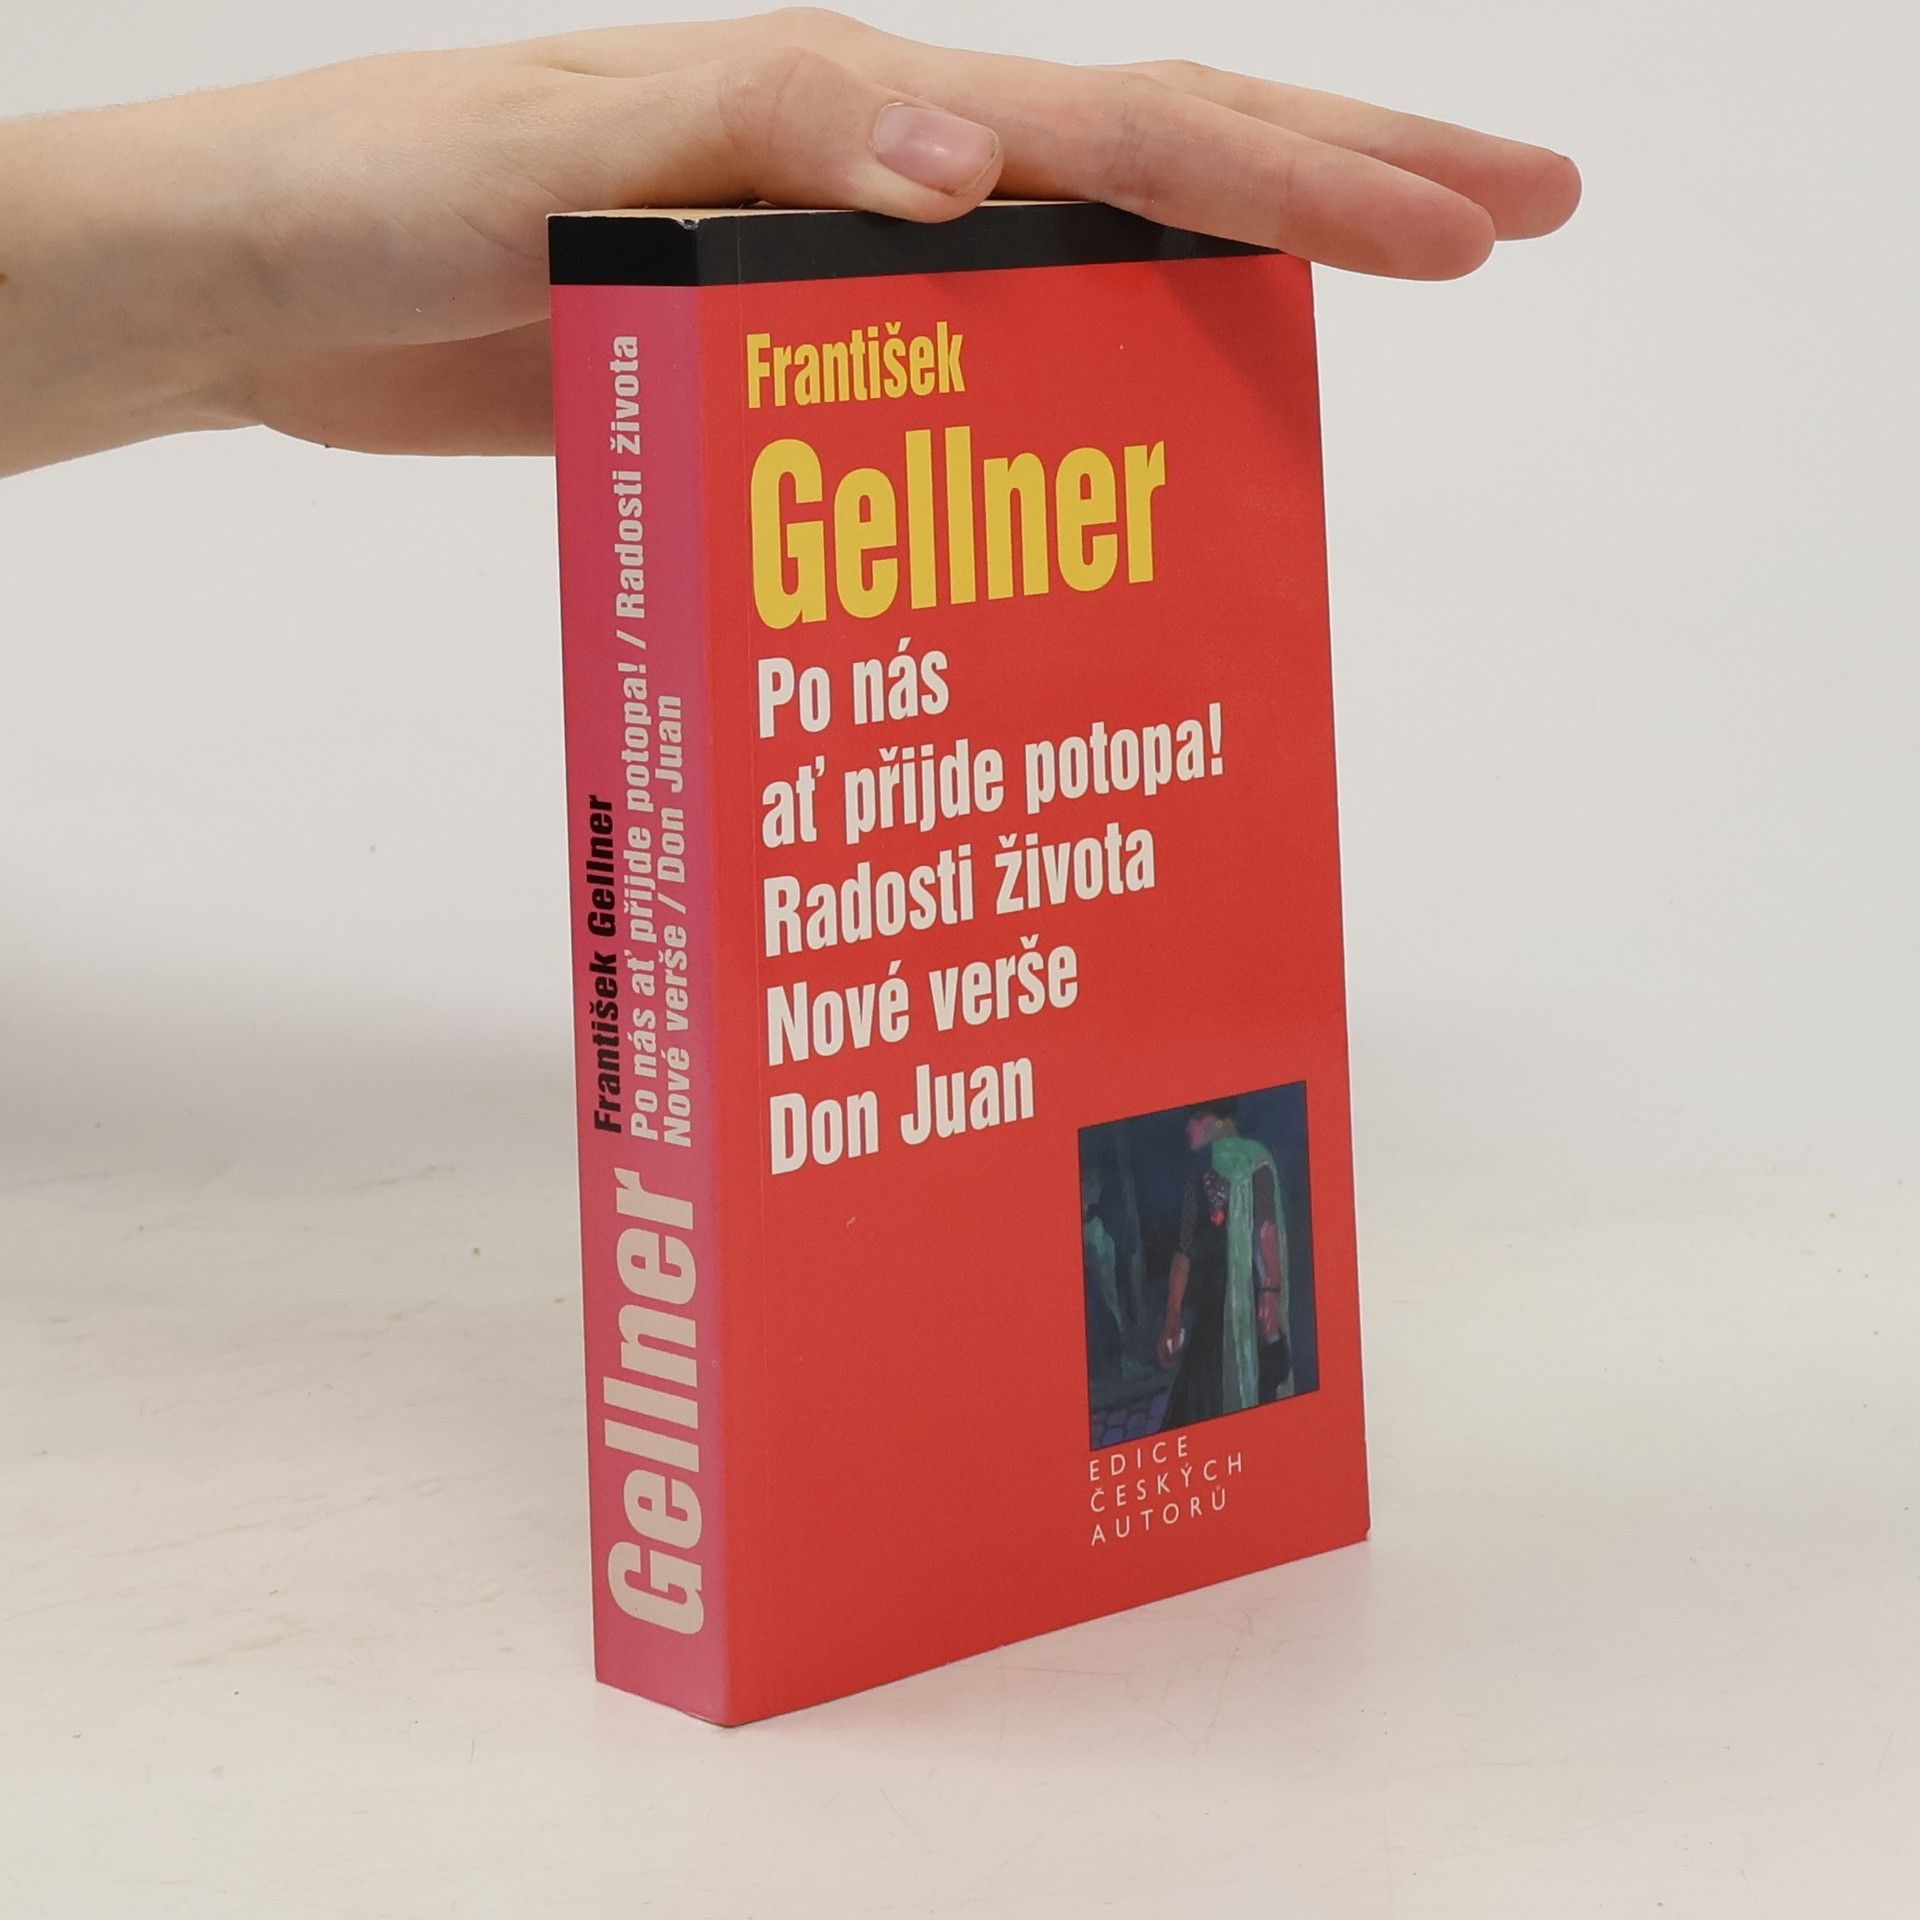 František
Gellner
Po nás
ať přijde potopa!
Radosti života
Nové verše
Don Juan
EDICE
ČESKÝCH
AUTORŮ
Gellner
František Gellner
Po nás ať přijde potopa! / Radosti života
Nové verše / Don Juan